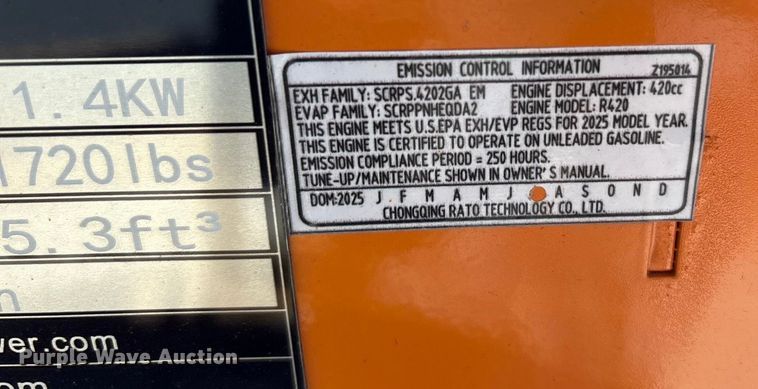 1.4KW
1720lbs
5.3ft³
wer.com
Purple Wave Auction
EMISSION CONTROL INFORMATION Z195014
EXH FAMILY: SCRPS.4202GA EM ENGINE DISPLACEMENT: 420cc
EVAP FAMILY: SCRPPNHEQDA2 ENGINE MODEL: R420
THIS ENGINE MEETS U.S.EPA EXH/EVP REGS FOR 2025 MODEL YEAR.
THIS ENGINE IS CERTIFIED TO OPERATE ON UNLEADED GASOLINE.
EMISSION COMPLIANCE PERIOD = 250 HOURS.
TUNE-UP/MAINTENANCE SHOWN IN OWNER'S MANUAL.
DOM:2025 J F M A M J A S O N D
CHONGQING RATO TECHNOLOGY CO., LTD.